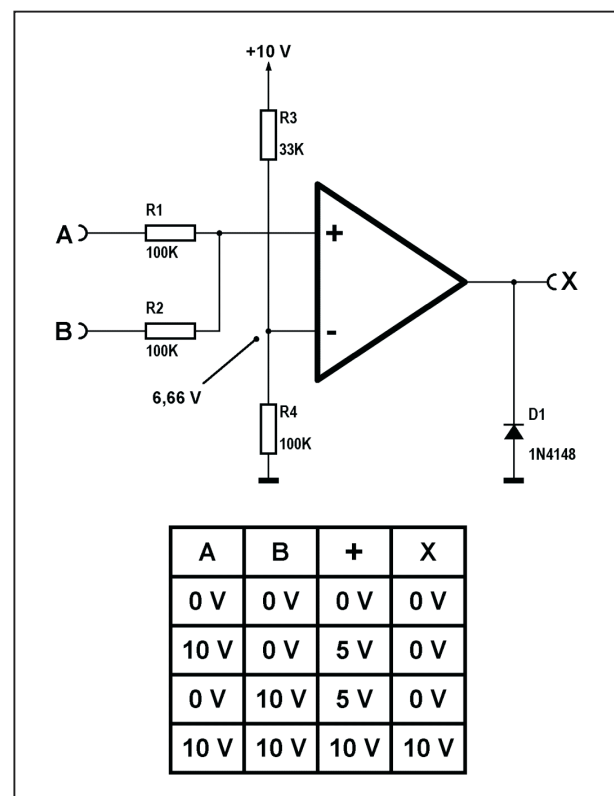 +10 V
R3
33K
R1
A
100K
+
X
R2
B
100K
-
6,66 V
R4
100K
D1
1N4148
A B + X
0 V 0 V 0 V 0 V
10 V 0 V 5 V 0 V
0 V 10 V 5 V 0 V
10 V 10 V 10 V 10 V